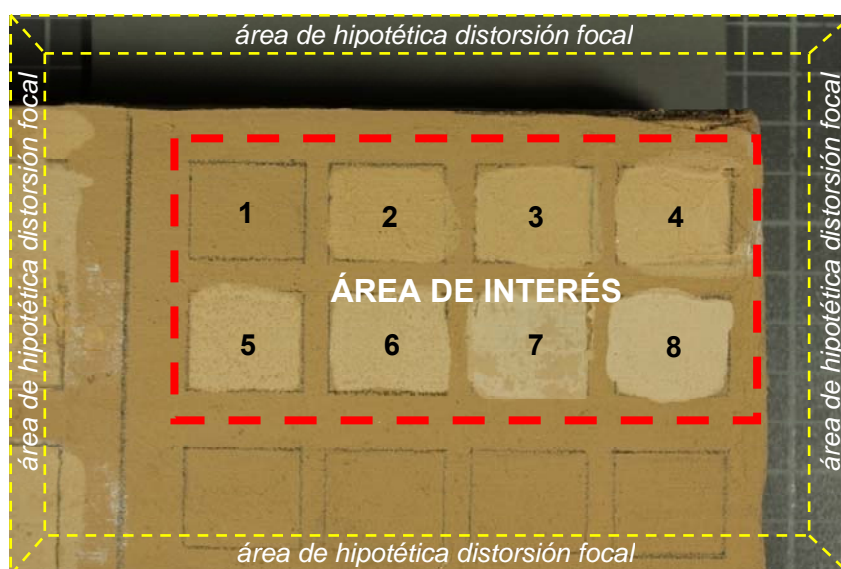 área de hipotética distorsión focal
área de hipotética distorsión focal
1 2 3 4
ÁREA DE INTERÉS
5 6 7 8
área de hipotética distorsión focal
área de hipotética distorsión focal